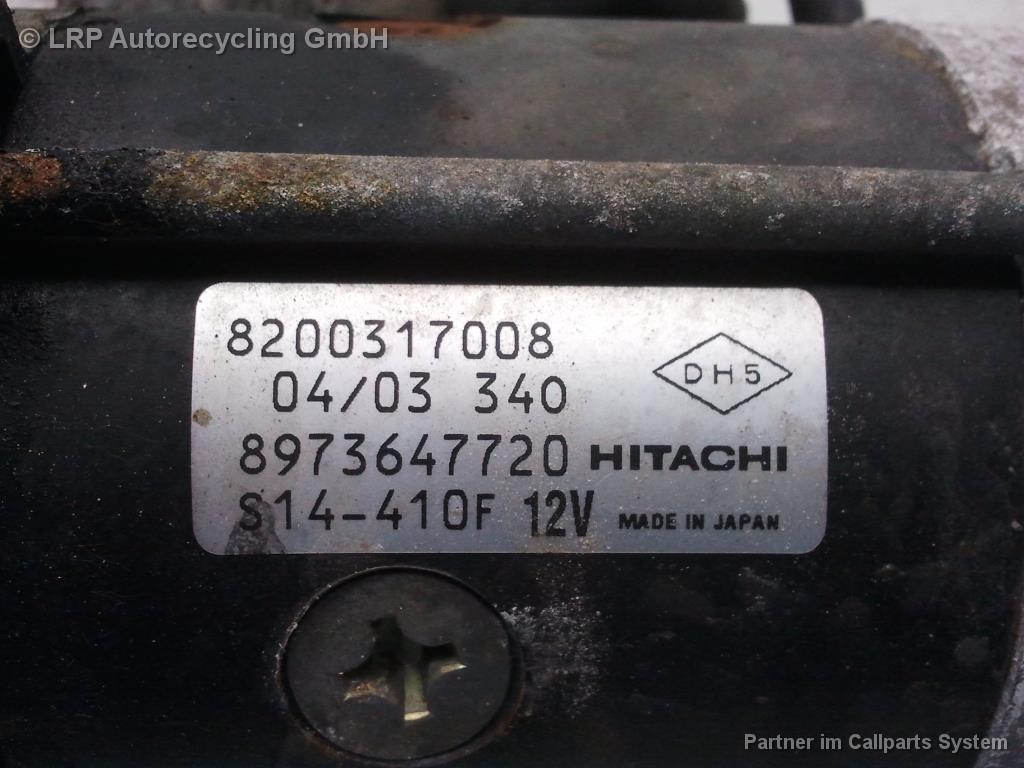 © LRP Autorecycling GmbH
8200317008
04/03 340
DH5
8973647720 HITACHI
S14-410F 12V MADE IN JAPAN
Partner im Callparts System